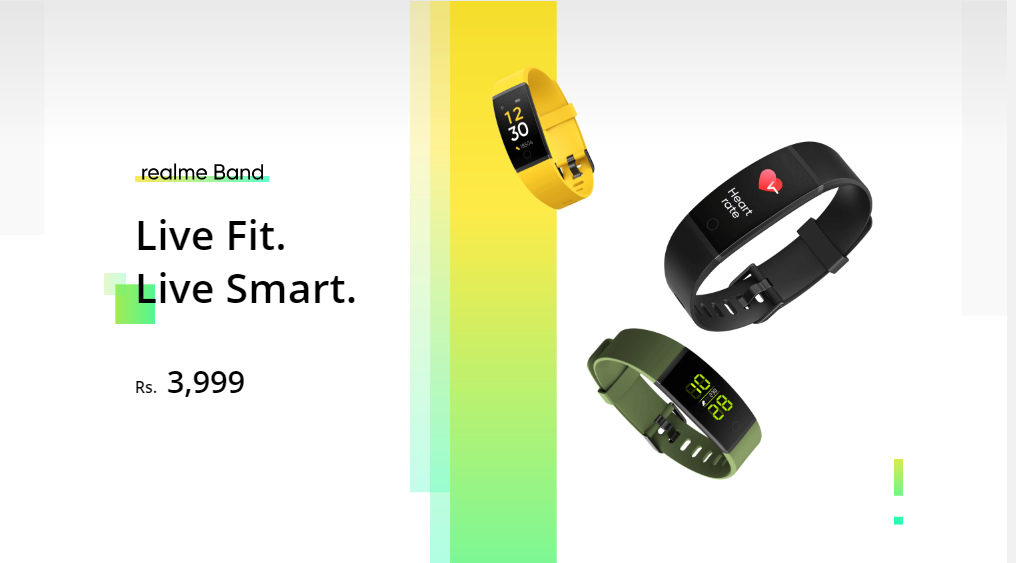 realme Band
Live Fit.
Live Smart.
Rs. 3,999
12
30
Heart
rate